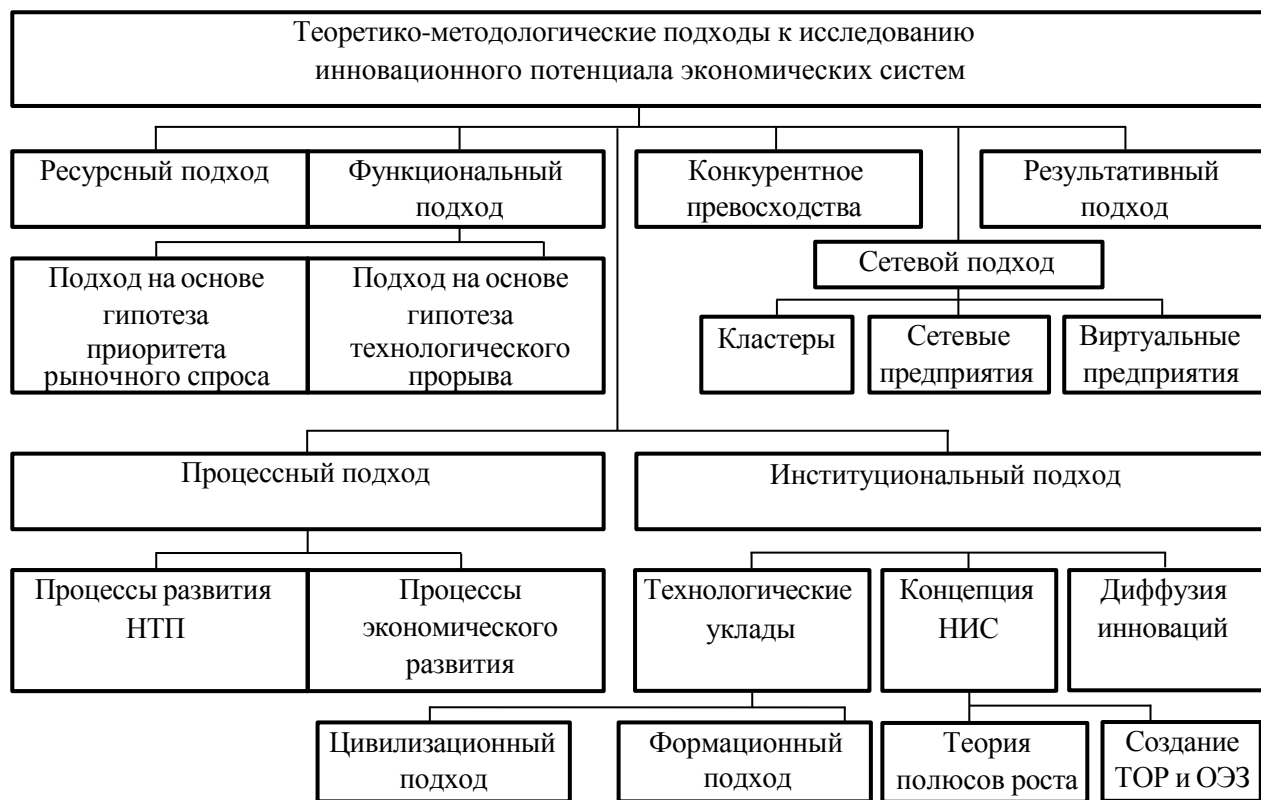 Теоретико-методологические подходы к исследованию
инновационного потенциала экономических систем
Ресурсный подход
Функциональный
подход
Конкурентное
превосходства
Результативный
подход
Сетевой подход
Подход на основе
гипотеза
приоритета
рыночного спроса
Подход на основе
гипотеза
технологического
прорыва
Кластеры
Сетевые
предприятия
Виртуальные
предприятия
Процессный подход
Институциональный подход
Процессы развития
НТП
Процессы
экономического
развития
Технологические
уклады
Концепция
НИС
Диффузия
инноваций
Цивилизационный
подход
Формационный
подход
Теория
полюсов роста
Создание
ТОР и ОЭЗ